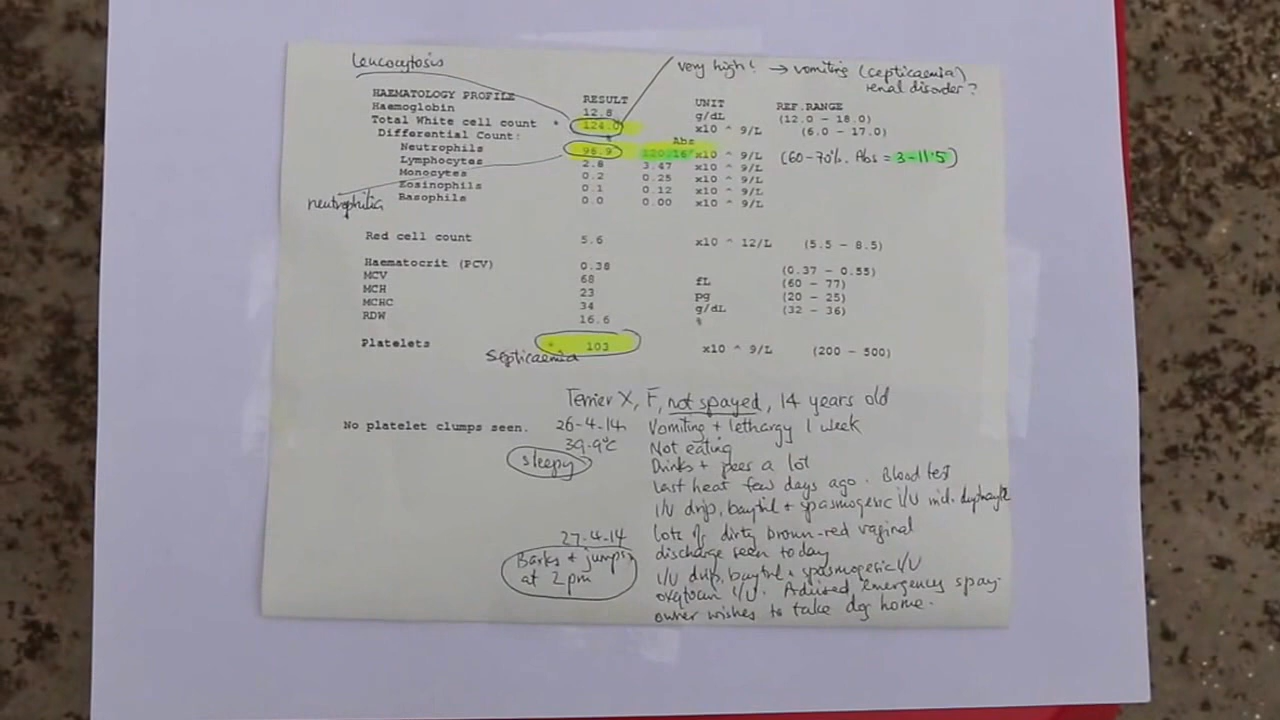 Leucocytosis
very high! → vomiting (cepticaemia)
renal disorder?
HAEMATOLOGY PROFILE RESULT UNIT REF.RANGE
Haemoglobin 12.8 g/dL (12.0 - 18.0)
Total White cell count * 124.0 x10 ^ 9/L (6.0 - 17.0)
Differential Count: Abs
Neutrophils 96.9 120.16 x10 ^ 9/L (60-70%. Abs = 3-11.5)
Lymphocytes 2.8 3.47 x10 ^ 9/L
Monocytes 0.2 0.25 x10 ^ 9/L
Eosinophils 0.1 0.12 x10 ^ 9/L
Basophils 0.0 0.00 x10 ^ 9/L
neutrophilia
Red cell count 5.6 x10 ^ 12/L (5.5 - 8.5)
Haematocrit (PCV) 0.38 (0.37 - 0.55)
MCV 68 fL (60 - 77)
MCH 23 pg (20 - 25)
MCHC 34 g/dL (32 - 36)
RDW 16.6 %
Platelets * 103 x10 ^ 9/L (200 - 500)
Septicaemia
Terrier X, F, not spayed, 14 years old
No platelet clumps seen. 26-4-14 Vomiting + lethargy 1 week
39.9°C Not eating
sleepy Drinks + pees a lot
last heat few days ago. Blood test
I/V drip, baytril + spasmogesic I/V incl. duphalyte
27-4-14 lots of dirty brown-red vaginal
Barks + jumps discharge seen today
at 2pm I/V drip, baytril + spasmogesic I/V
oxytocin I/V. Advised emergency spay.
owner wishes to take dog home.